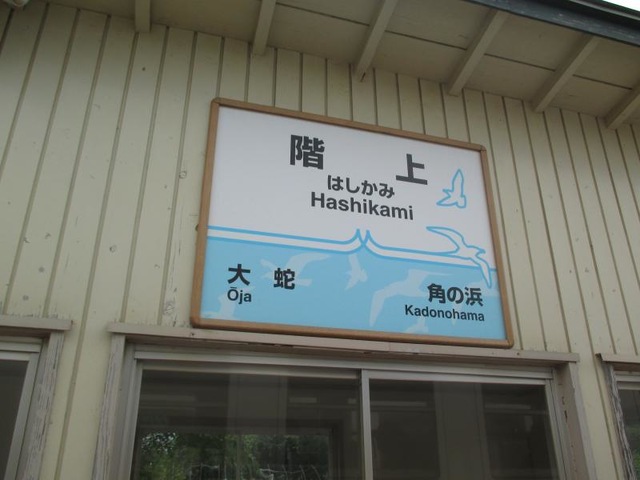 階上
はしかみ
Hashikami
大蛇
Ōja
角の浜
Kadonohama